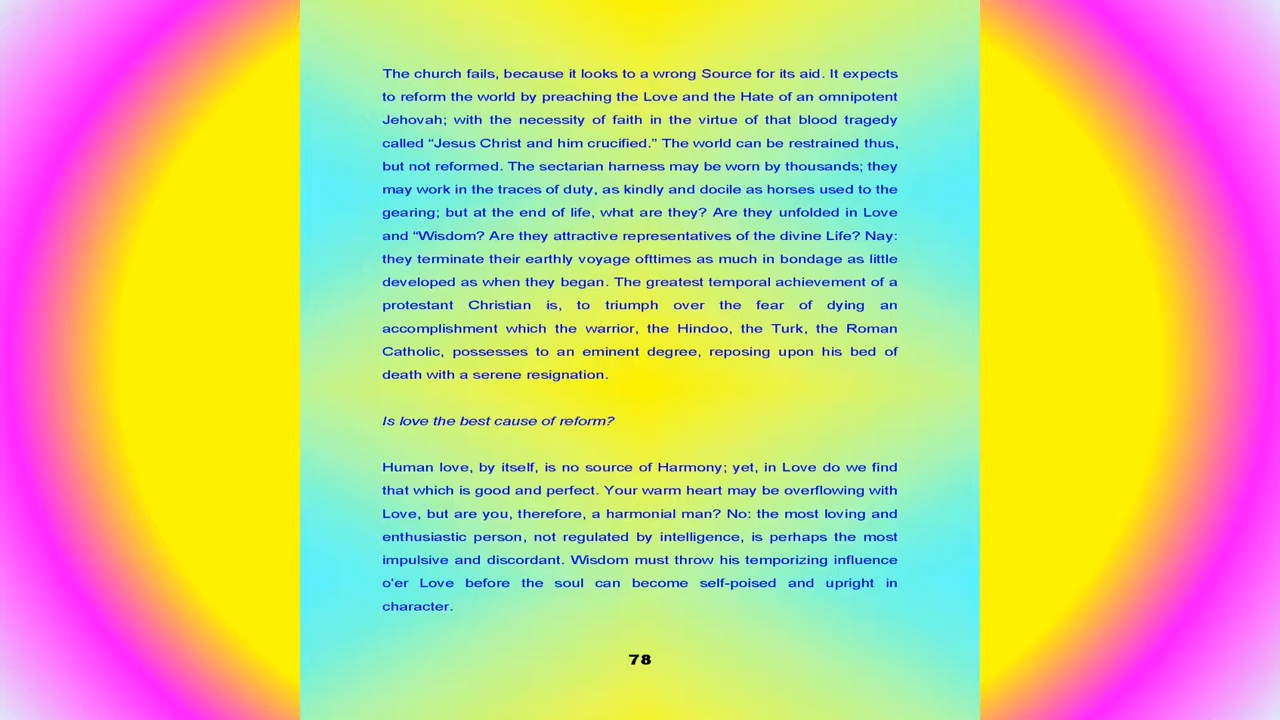 The church fails, because it looks to a wrong Source for its aid. It expects
to reform the world by preaching the Love and the Hate of an omnipotent
Jehovah; with the necessity of faith in the virtue of that blood tragedy
called “Jesus Christ and him crucified.” The world can be restrained thus,
but not reformed. The sectarian harness may be worn by thousands; they
may work in the traces of duty, as kindly and docile as horses used to the
gearing; but at the end of life, what are they? Are they unfolded in Love
and “Wisdom? Are they attractive representatives of the divine Life? Nay:
they terminate their earthly voyage ofttimes as much in bondage as little
developed as when they began. The greatest temporal achievement of a
protestant Christian is, to triumph over the fear of dying an
accomplishment which the warrior, the Hindoo, the Turk, the Roman
Catholic, possesses to an eminent degree, reposing upon his bed of
death with a serene resignation.
Is love the best cause of reform?
Human love, by itself, is no source of Harmony; yet, in Love do we find
that which is good and perfect. Your warm heart may be overflowing with
Love, but are you, therefore, a harmonial man? No: the most loving and
enthusiastic person, not regulated by intelligence, is perhaps the most
impulsive and discordant. Wisdom must throw his temporizing influence
o'er Love before the soul can become self-poised and upright in
character.
78